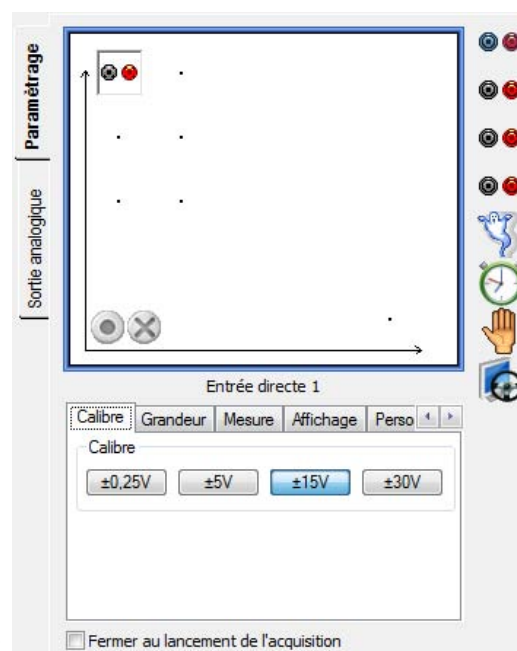 Paramétrage
Sortie analogique
Entrée directe 1
Calibre Grandeur Mesure Affichage Perso
Calibre
±0,25V ±5V ±15V ±30V
Fermer au lancement de l'acquisition